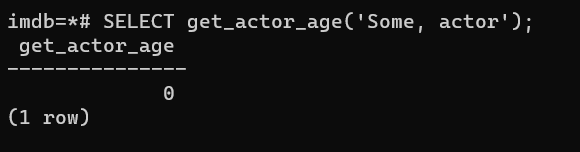 imdb=*# SELECT get_actor_age('Some, actor');
 get_actor_age
---------------
             0
(1 row)